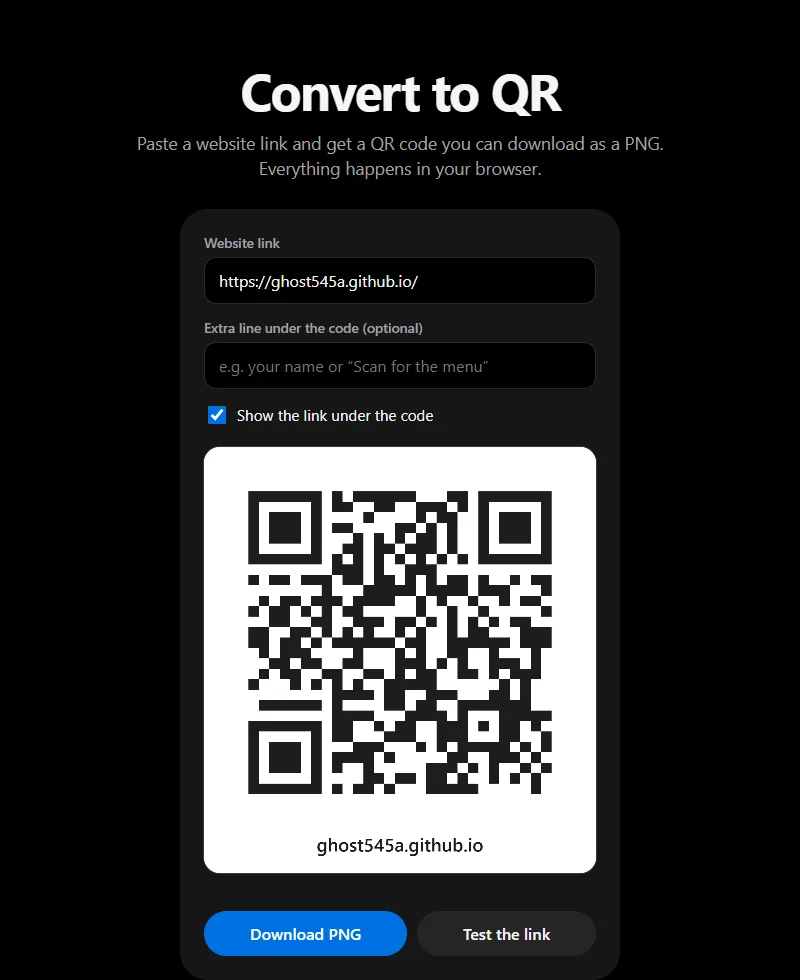 Convert to QR
Paste a website link and get a QR code you can download as a PNG.
Everything happens in your browser.
Website link
https://ghost545a.github.io/
Extra line under the code (optional)
e.g. your name or “Scan for the menu”
Show the link under the code
ghost545a.github.io
Download PNG
Test the link